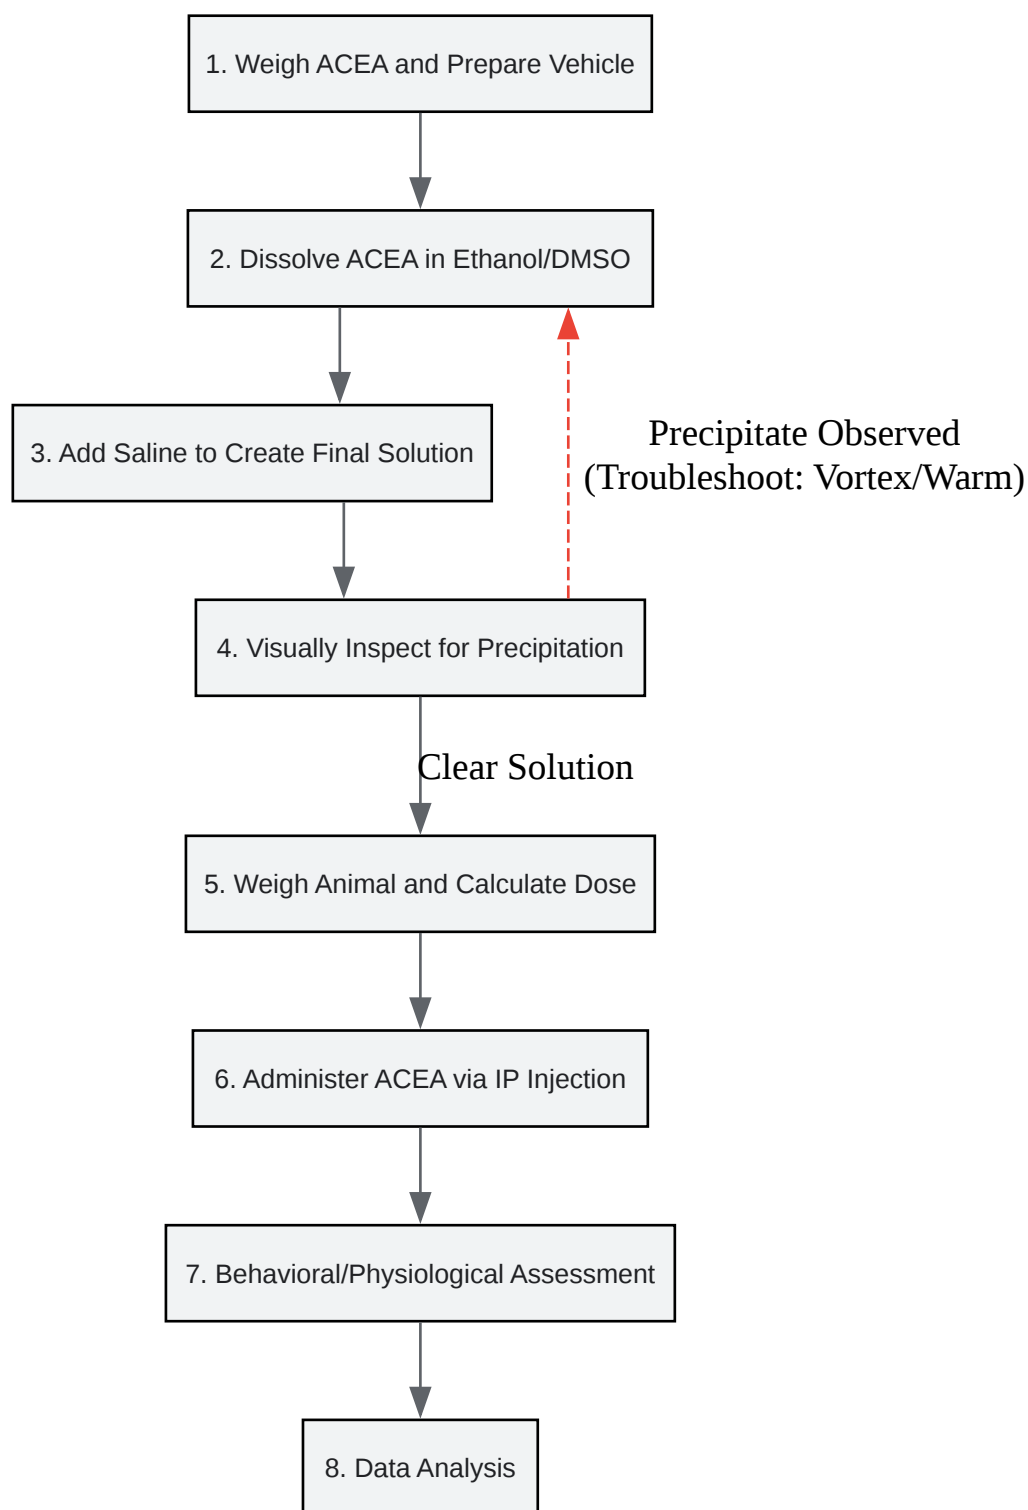 1. Weigh ACEA and Prepare Vehicle
2. Dissolve ACEA in Ethanol/DMSO
3. Add Saline to Create Final Solution
Precipitate Observed
(Troubleshoot: Vortex/Warm)
4. Visually Inspect for Precipitation
Clear Solution
5. Weigh Animal and Calculate Dose
6. Administer ACEA via IP Injection
7. Behavioral/Physiological Assessment
8. Data Analysis